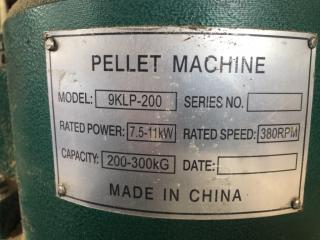 PELLET MACHINE
MODEL: 9KLP-200 SERIES NO.
RATED POWER: 7.5-11kW RATED SPEED: 380RPM
CAPACITY: 200-300kG DATE:
MADE IN CHINA